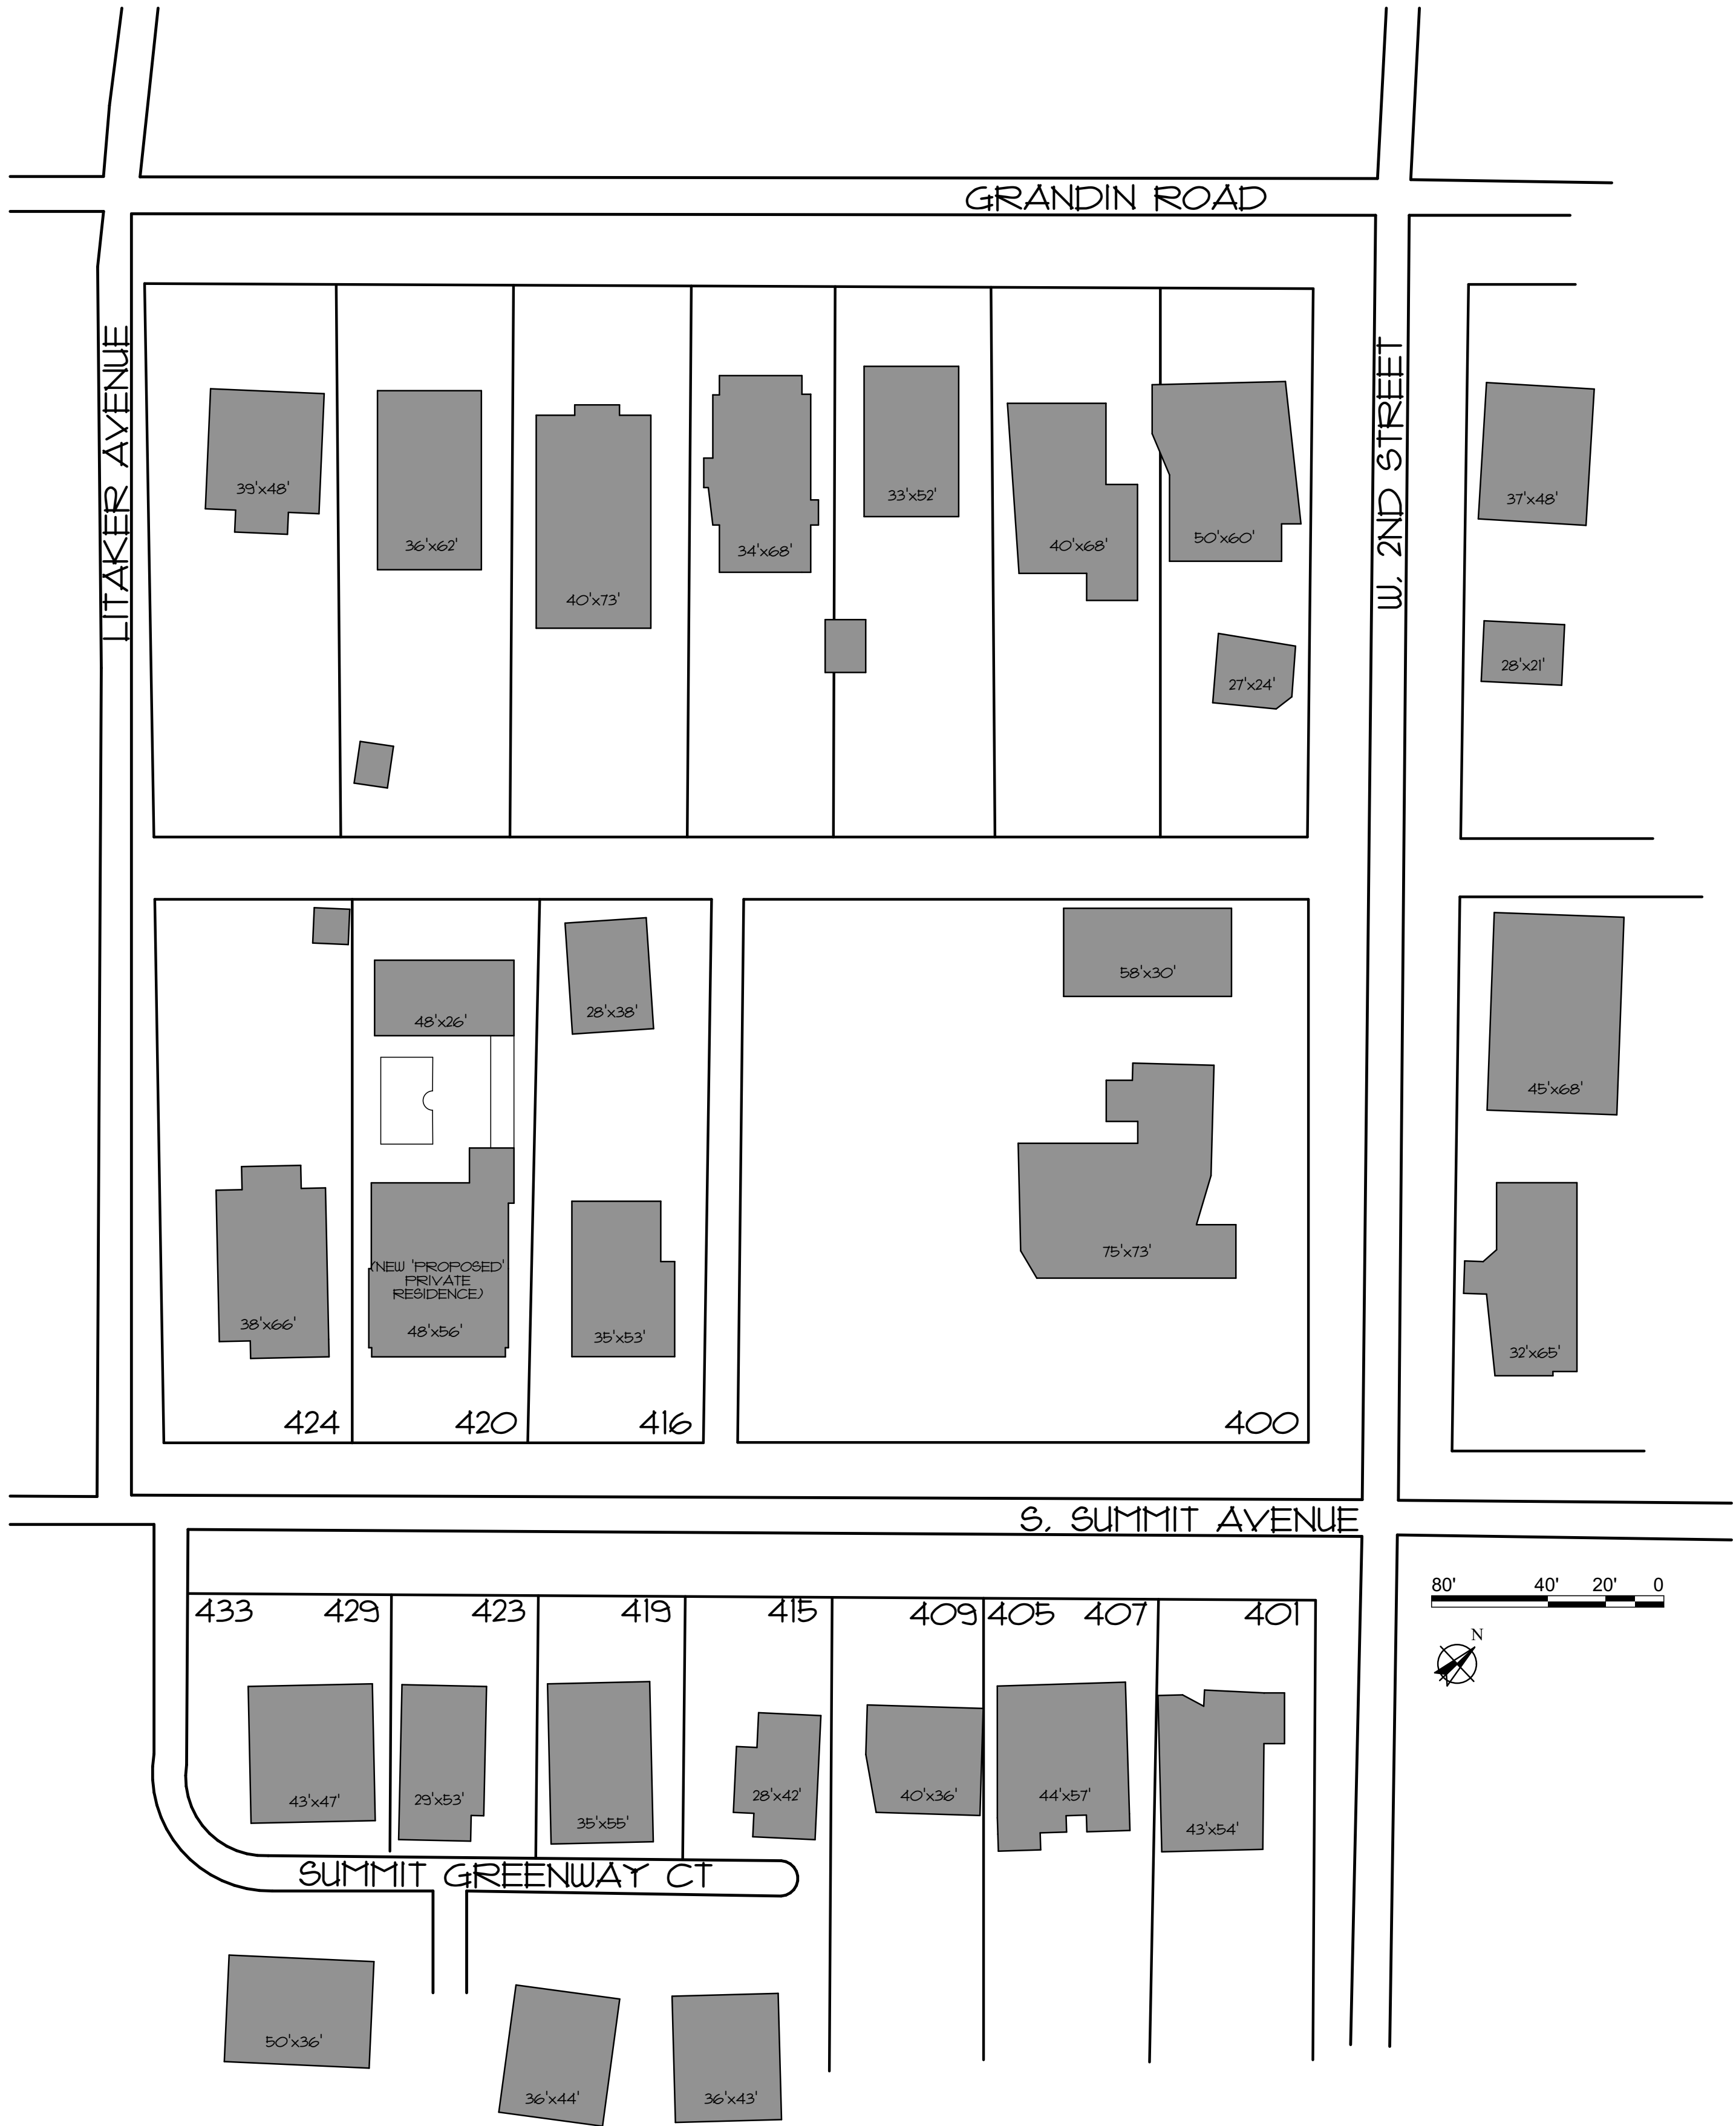 GRANDIN ROAD
LITAKER AVENUE
W. 2ND STREET
39'x48'
36'x62'
40'x73'
34'x68'
33'x52'
40'x68'
50'x60'
37'x48'
27'x24'
28'x21'
48'x26'
28'x38'
58'x30'
45'x68'
38'x66'
(NEW 'PROPOSED'
PRIVATE
RESIDENCE)
48'x56'
35'x53'
75'x73'
32'x65'
424
420
416
400
S. SUMMIT AVENUE
433
429
423
419
415
409
405
407
401
80' 40' 20' 0
N
43'x47'
29'x53'
35'x55'
28'x42'
40'x36'
44'x57'
43'x54'
SUMMIT GREENWAY CT
50'x36'
36'x44'
36'x43'